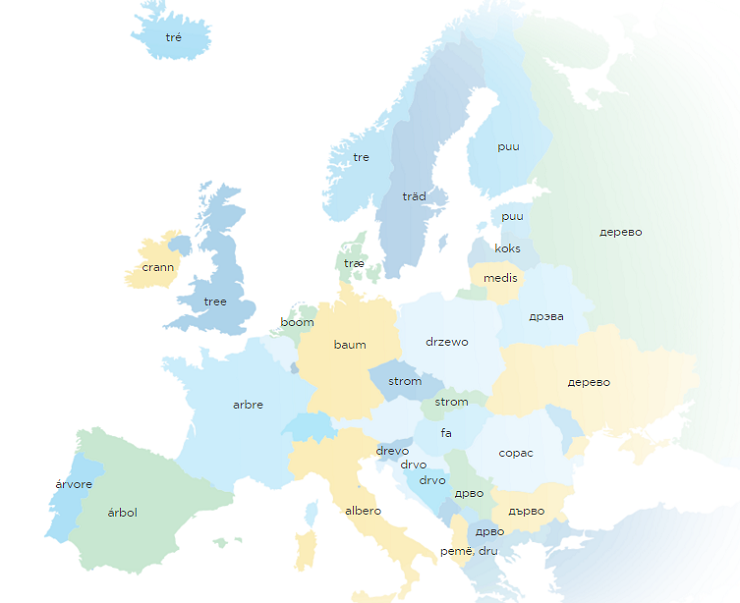 tré
puu
tre
träd
puu
дерево
koks
træ
crann
medis
tree
дрэва
boom
baum
drzewo
strom
дерево
arbre
strom
fa
drevo
copac
drvo
drvo
árvore
дрво
árbol
albero
дърво
дрво
pemë, dru